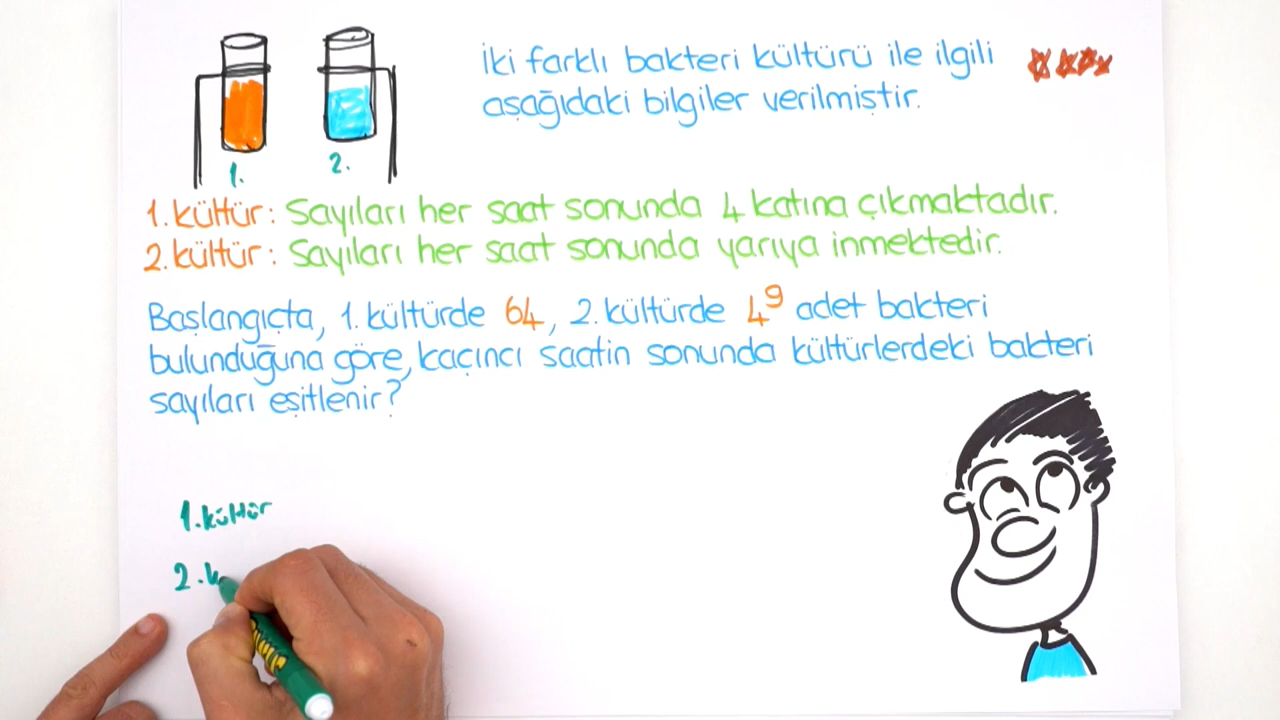 İki farklı bakteri kültürü ile ilgili
aşağıdaki bilgiler verilmiştir.
1. 2.
1. kültür: Sayıları her saat sonunda 4 katına çıkmaktadır.
2. kültür: Sayıları her saat sonunda yarıya inmektedir.
Başlangıçta, 1. kültürde 64, 2. kültürde 4⁹ adet bakteri
bulunduğuna göre, kaçıncı saatin sonunda kültürlerdeki bakteri
sayıları eşitlenir?
1. kültür
2. k